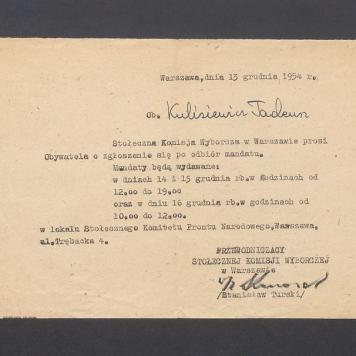 Warszawa,dnia 13 grudnia 1954 r.
Ob. Kulisiewicz Tadeusz
Stołeczna Komisja Wyborcza w Warszawie prosi
Obywatela o zgłoszenie się po odbiór mandatu.
Mandaty będą wydawane:
w dniach 14 i 15 grudnia rb.w godzinach od
12.00 do 19.00
oraz w dniu 16 grudnia rb.w godzinach od
10.00 do 12.00.
w lokalu Stołecznego Komitetu Frontu Narodowego,Warszawa,
ul.Trębacka 4.
PRZEWODNICZĄCY
STOŁECZNEJ KOMISJI WYBORCZEJ
w Warszawie
/Stanisław Turski/